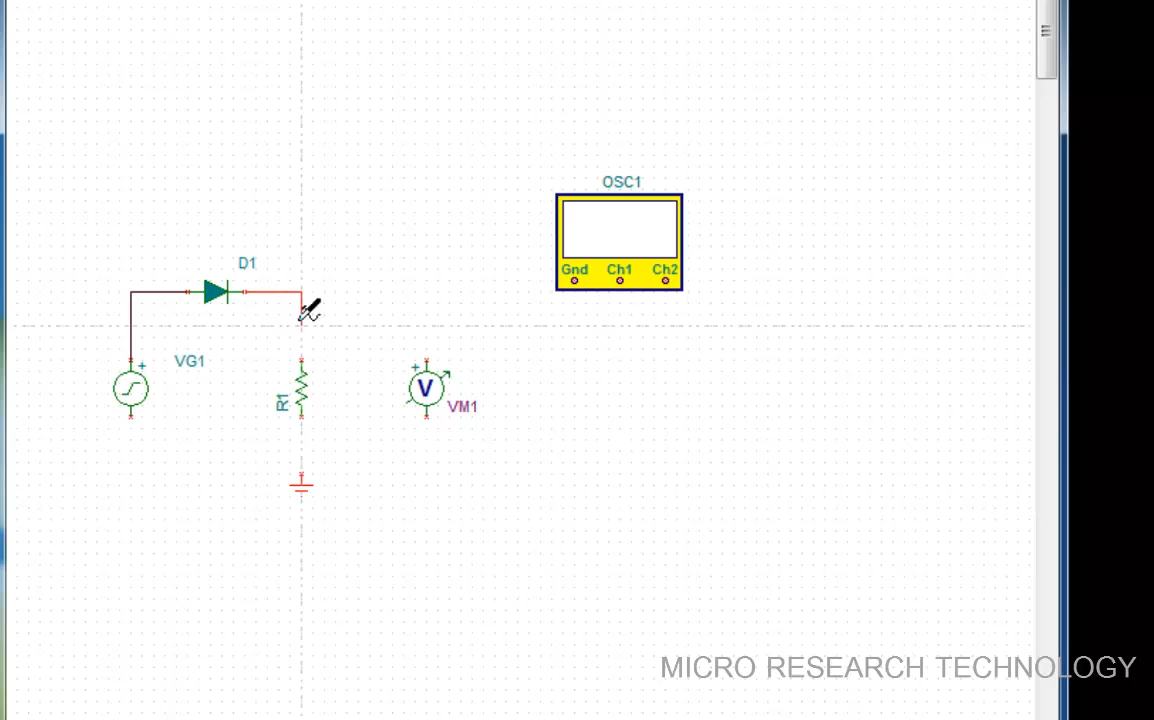 OSC1
Gnd Ch1 Ch2
D1
VG1
+
R1
+
V
VM1
MICRO RESEARCH TECHNOLOGY